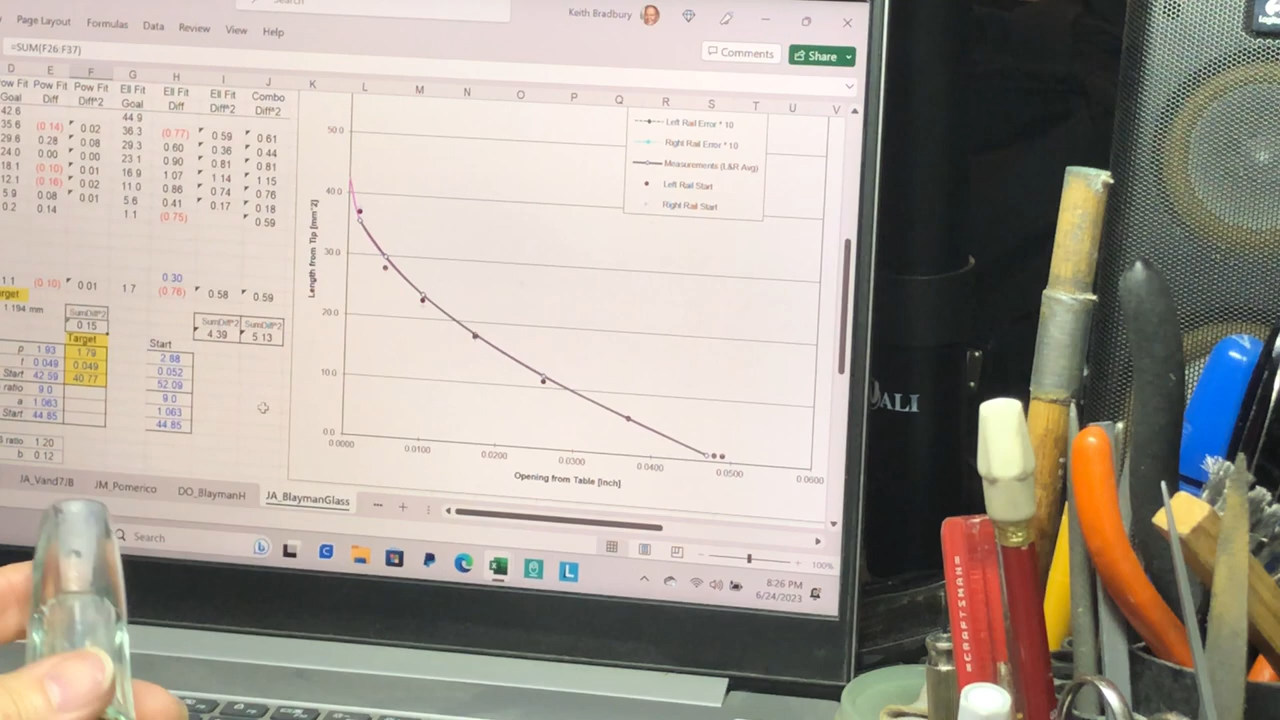 Search
Keith Bradbury
Page Layout Formulas Data Review View Help
Comments Share
=SUM(F26:F37)
D E F G H I J K L M N O P Q R S T U V
Pow Fit Pow Fit Pow Fit Ell Fit Ell Fit Ell Fit Combo
Goal Diff Diff^2 Goal Diff Diff^2 Diff^2
42.6 44.9
35.6 (0.14) 0.02 36.3 (0.77) 0.59 0.61
29.6 0.28 0.08 29.3 0.60 0.36 0.44
24.0 0.00 0.00 23.1 0.90 0.81 0.81
18.1 (0.10) 0.01 16.9 1.07 1.14 1.15
12.1 (0.16) 0.02 11.0 0.86 0.74 0.76
5.9 0.08 0.01 5.6 0.41 0.17 0.18
0.2 0.14 1.1 (0.75) 0.59
0.30
1.1 (0.10) 0.01 1.7 (0.76) 0.58 0.59
1.194 mm
SumDiff^2
0.15
SumDiff^2 SumDiff^2
4.39 5.13
Target Start
p 1.93 1.79 2.88
f 0.049 0.049 0.052
Start 42.59 40.77 52.09
ratio 9.0 9.0
a 1.063 1.063
Start 44.85 44.85
ratio 1.20
b 0.12
Left Rail Error * 10
Right Rail Error * 10
Measurements (L&R Avg)
Left Rail Start
Right Rail Start
Length from Tip [mm^2]
50.0
40.0
30.0
20.0
10.0
0.0
0.0000 0.0100 0.0200 0.0300 0.0400 0.0500 0.0600
Opening from Table [Inch]
JA_Vand7/B JM_Pomerico DO_BlaymanH JA_BlaymanGlass
100%
Search
8:26 PM
6/24/2023
ALI
=CRAFTSMAN=